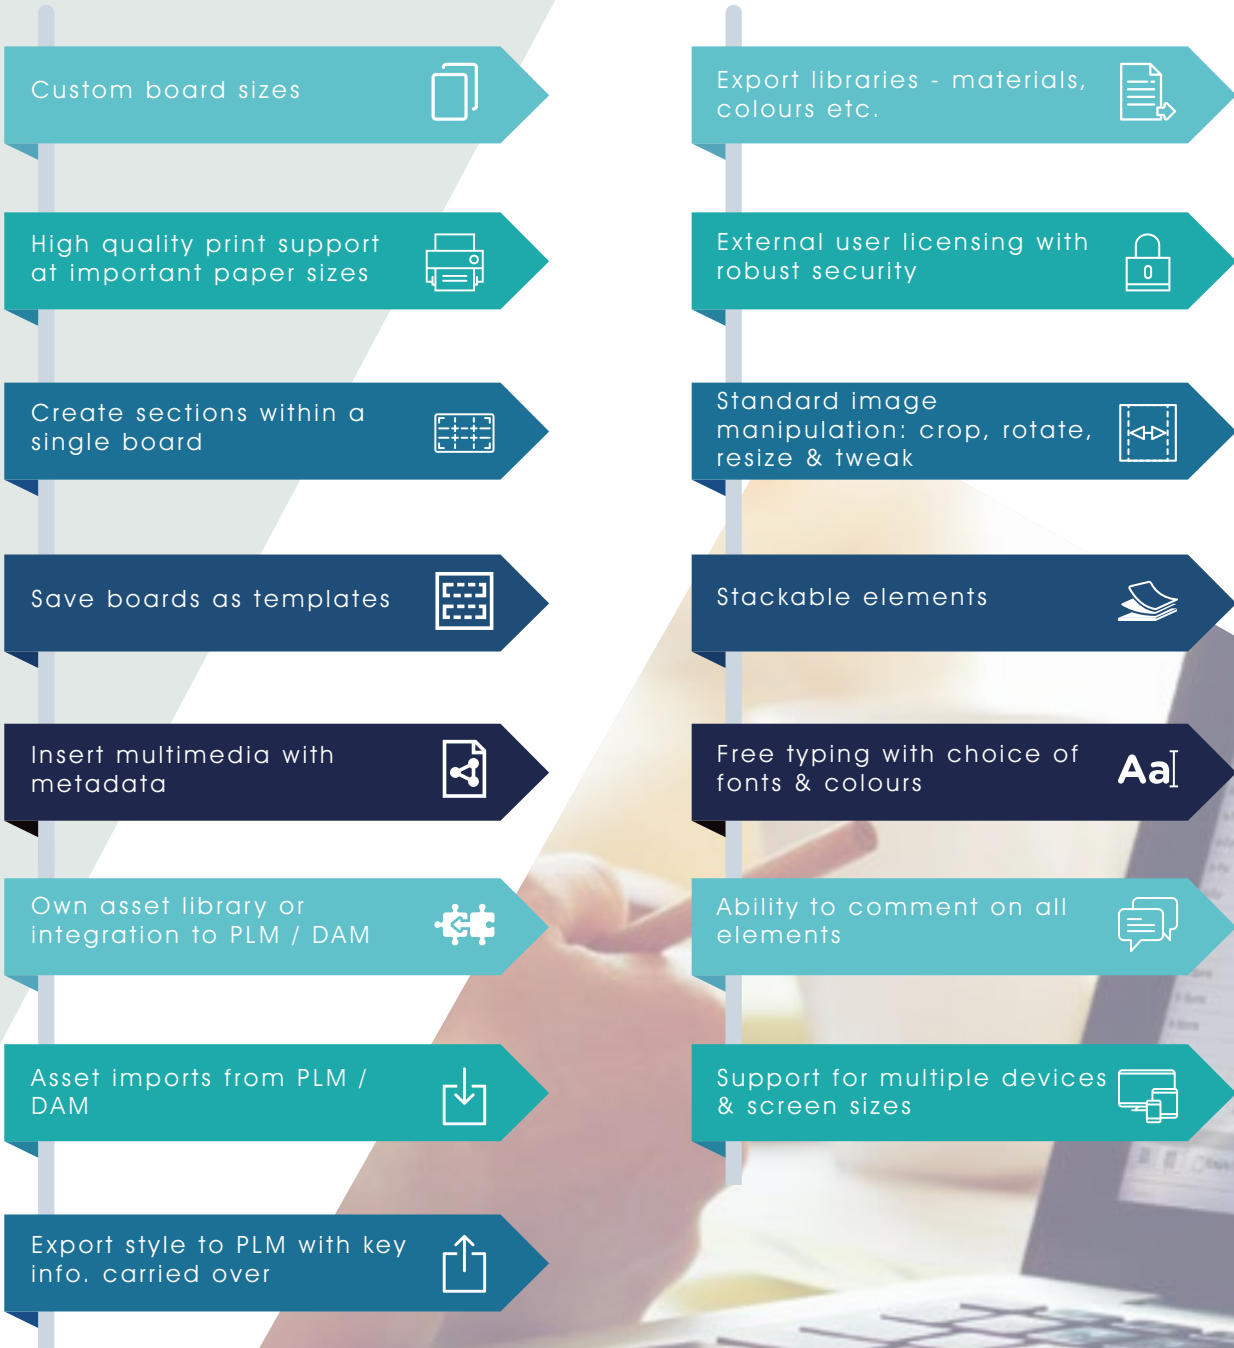 Custom board sizes
High quality print support
at important paper sizes
Create sections within a
single board
Save boards as templates
Insert multimedia with
metadata
Own asset library or
integration to PLM / DAM
Asset imports from PLM /
DAM
Export style to PLM with key
info. carried over
Export libraries - materials,
colours etc.
External user licensing with
robust security
Standard image
manipulation: crop, rotate,
resize & tweak
Stackable elements
Free typing with choice of
fonts & colours
Aa
Ability to comment on all
elements
Support for multiple devices
& screen sizes